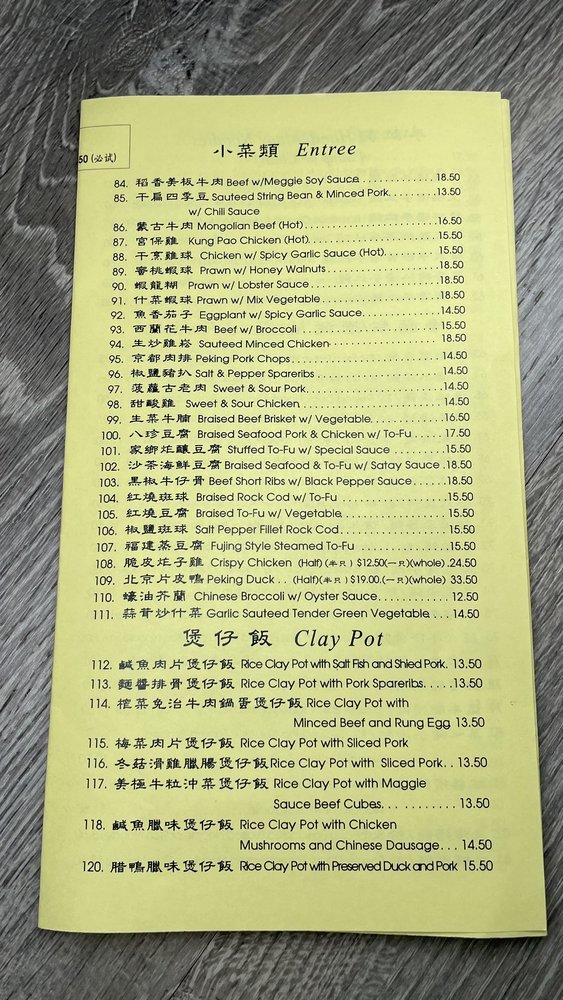 50 (必试)
小菜類 Entree
84. 稻香美极牛肉 Beef w/Meggie Soy Sauce..................18.50
85. 干扁四季豆 Sauteed String Bean & Minced Pork..........13.50
w/ Chili Sauce
86. 蒙古牛肉 Mongolian Beef (Hot)..........................16.50
87. 宮保雞 Kung Pao Chicken (Hot).........................15.50
88. 干烹雞球 Chicken w/ Spicy Garlic Sauce (Hot)..........15.50
89. 蜜桃蝦球 Prawn w/ Honey Walnuts......................18.50
90. 蝦龍糊 Prawn w/ Lobster Sauce.........................18.50
91. 什菜蝦球 Prawn w/ Mix Vegetable.......................18.50
92. 魚香茄子 Eggplant w/ Spicy Garlic Sauce................14.50
93. 西蘭花牛肉 Beef w/ Broccoli ...........................15.50
94. 生炒雞崧 Sauteed Minced Chicken......................18.50
95. 京都肉排 Peking Pork Chops............................14.50
96. 椒鹽豬扒 Salt & Pepper Spareribs.......................14.50
97. 菠蘿古老肉 Sweet & Sour Pork.........................14.50
98. 甜酸雞 Sweet & Sour Chicken..........................14.50
99. 生菜牛腩 Braised Beef Brisket w/ Vegetable.............16.50
100. 八珍豆腐 Braised Seafood Pork & Chicken w/ To-Fu .....17.50
101. 家鄉炸釀豆腐 Stuffed To-Fu w/ Special Sauce ..........15.50
102. 沙茶海鮮豆腐 Braised Seafood & To-Fu w/ Satay Sauce .18.50
103. 黑椒牛仔骨 Beef Short Ribs w/ Black Pepper Sauce......18.50
104. 紅燒斑球 Braised Rock Cod w/ To-Fu ..................15.50
105. 紅燒豆腐 Braised To-Fu w/ Vegetable..................15.50
106. 椒鹽斑球 Salt Pepper Fillet Rock Cod...................15.50
107. 福建蒸豆腐 Fujing Style Steamed To-Fu ...............15.50
108. 脆皮炸子雞 Crispy Chicken (Half) (半只) $12.50(一只)(whole) .24.50
109. 北京片皮鴨 Peking Duck . . (Half)(半只) $19.00.(一只)(whole) 33.50
110. 蠔油芥蘭 Chinese Broccoli w/ Oyster Sauce............12.50
111. 蒜茸炒什菜 Garlic Sauteed Tender Green Vegetable....14.50
煲仔飯 Clay Pot
112. 鹹魚肉片煲仔飯 Rice Clay Pot with Salt Fish and Shied Pork. 13.50
113. 麵醬排骨煲仔飯 Rice Clay Pot with Pork Spareribs.....13.50
114. 榨菜免治牛肉鍋蛋煲仔飯 Rice Clay Pot with
Minced Beef and Rung Egg. 13.50
115. 梅菜肉片煲仔飯 Rice Clay Pot with Sliced Pork
116. 冬菇滑雞臘腸煲仔飯 Rice Clay Pot with Sliced Pork. . 13.50
117. 美極牛粒沖菜煲仔飯 Rice Clay Pot with Maggie
Sauce Beef Cubes. . . . . . . . . . . 13.50
118. 鹹魚臘味煲仔飯 Rice Clay Pot with Chicken
Mushrooms and Chinese Dausage. . . 14.50
120. 腊鴨臘味煲仔飯 Rice Clay Pot with Preserved Duck and Pork 15.50